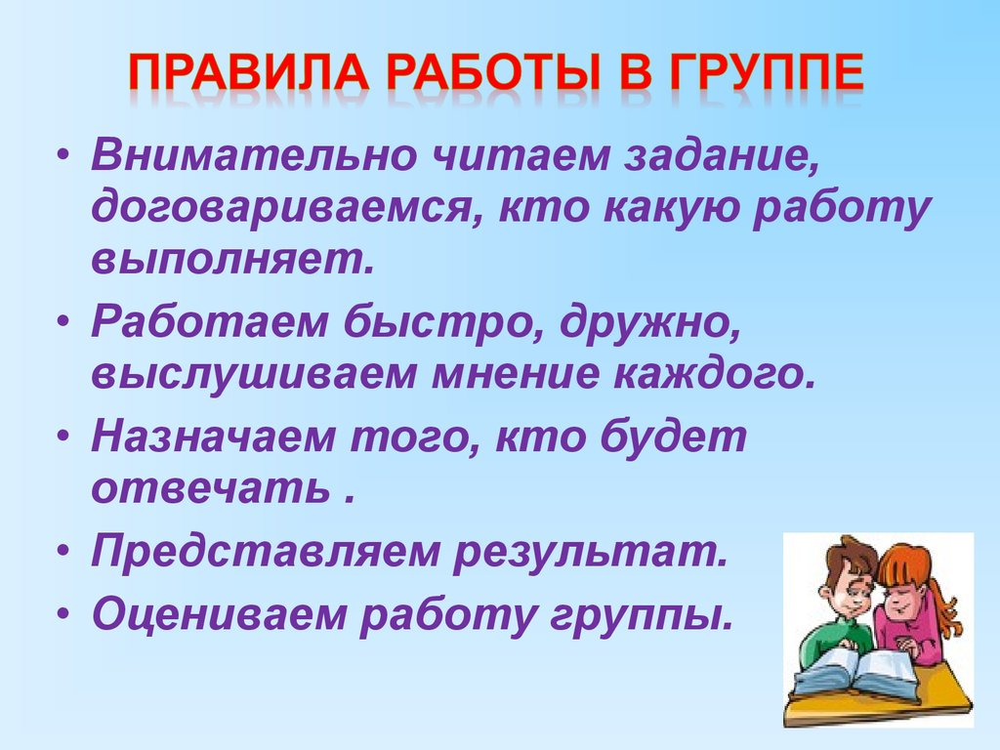 ПРАВИЛА РАБОТЫ В ГРУППЕ
• Внимательно читаем задание,
договариваемся, кто какую работу
выполняет.
• Работаем быстро, дружно,
выслушиваем мнение каждого.
• Назначаем того, кто будет
отвечать .
• Представляем результат.
• Оцениваем работу группы.